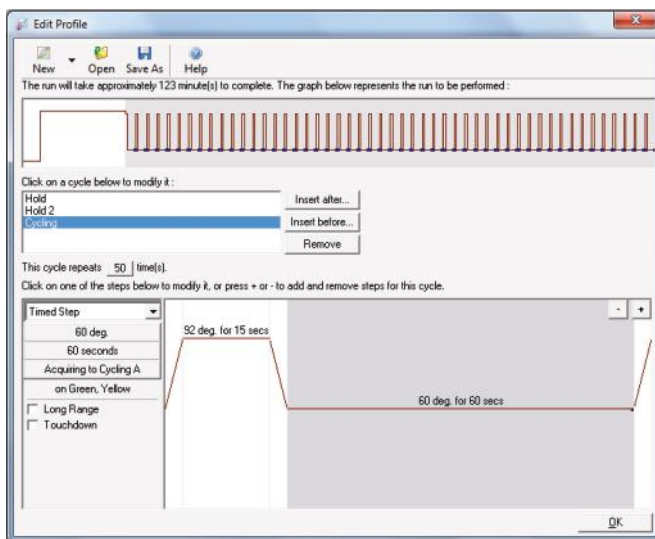 Edit Profile
New Open Save As Help
The run will take approximately 123 minute(s) to complete. The graph below represents the run to be performed :
Click on a cycle below to modify it :
Hold
Hold 2
Cycling
Insert after...
Insert before...
Remove
This cycle repeats 50 time(s).
Click on one of the steps below to modify it, or press + or - to add and remove steps for this cycle.
Timed Step
60 deg.
60 seconds
Acquiring to Cycling A
on Green, Yellow
Long Range
Touchdown
92 deg. for 15 secs
60 deg. for 60 secs
- +
OK